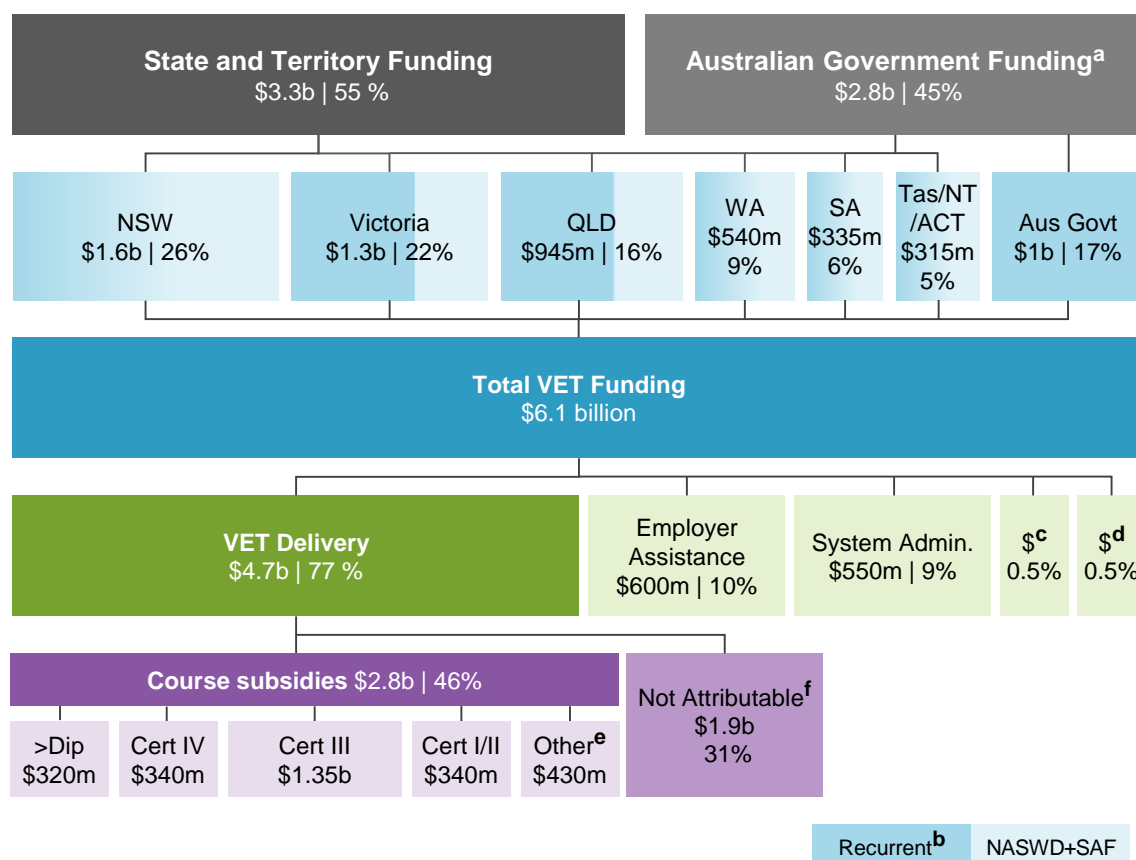 State and Territory Funding
$3.3b | 55 %
Australian Government Fundingᵃ
$2.8b | 45%
NSW
$1.6b | 26%
Victoria
$1.3b | 22%
QLD
$945m | 16%
WA
$540m
9%
SA
$335m
6%
Tas/NT
/ACT
$315m
5%
Aus Govt
$1b | 17%
Total VET Funding
$6.1 billion
VET Delivery
$4.7b | 77 %
Employer
Assistance
$600m | 10%
System Admin.
$550m | 9%
$ᶜ
0.5%
$ᵈ
0.5%
Course subsidies $2.8b | 46%
>Dip
$320m
Cert IV
$340m
Cert III
$1.35b
Cert I/II
$340m
Otherᵉ
$430m
Not Attributableᶠ
$1.9b
31%
Recurrentᵇ
NASWD+SAF